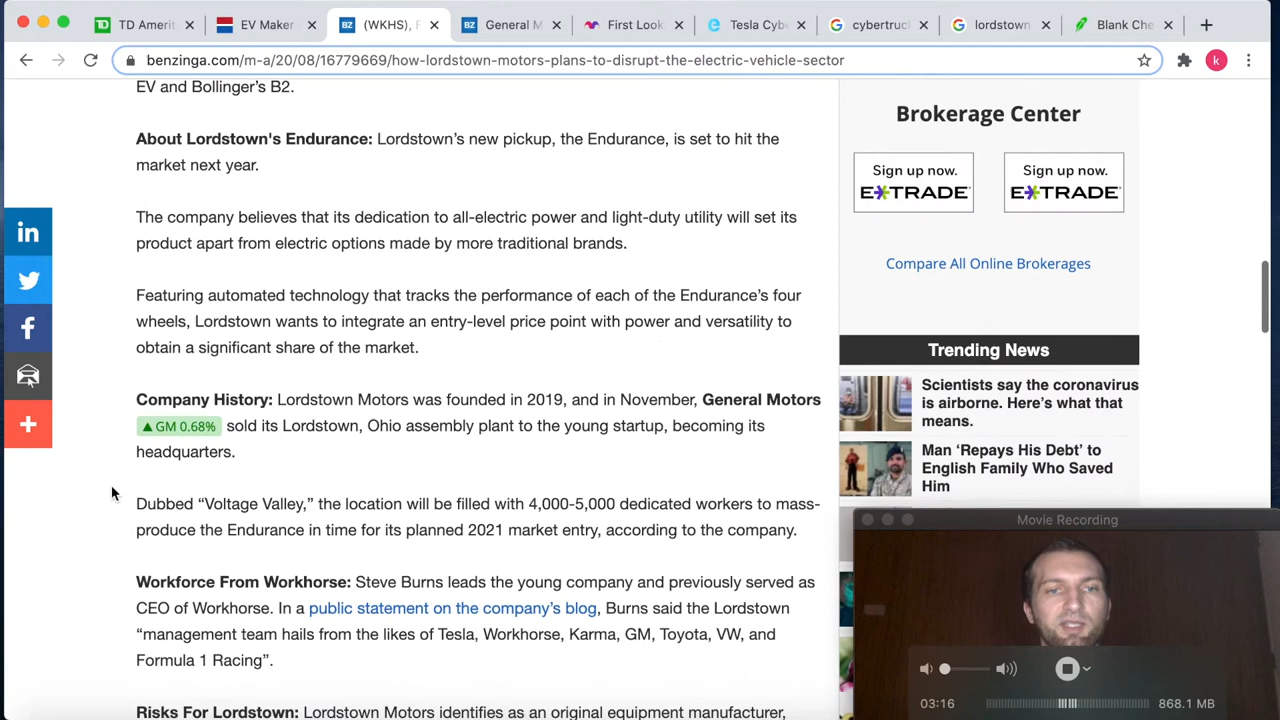 TD Amerit
EV Maker
(WKHS), F
General M
First Look.
Tesla Cybe
cybertruc
lordstown.
Blank Che
benzinga.com/m-a/20/08/16779669/how-lordstown-motors-plans-to-disrupt-the-electric-vehicle-sector
k
EV and Bollinger's B2.
About Lordstown's Endurance: Lordstown's new pickup, the Endurance, is set to hit the
market next year.
The company believes that its dedication to all-electric power and light-duty utility will set its
product apart from electric options made by more traditional brands.
Featuring automated technology that tracks the performance of each of the Endurance's four
wheels, Lordstown wants to integrate an entry-level price point with power and versatility to
obtain a significant share of the market.
Company History: Lordstown Motors was founded in 2019, and in November, General Motors
▲ GM 0.68% sold its Lordstown, Ohio assembly plant to the young startup, becoming its
headquarters.
Dubbed “Voltage Valley,” the location will be filled with 4,000-5,000 dedicated workers to mass-
produce the Endurance in time for its planned 2021 market entry, according to the company.
Workforce From Workhorse: Steve Burns leads the young company and previously served as
CEO of Workhorse. In a public statement on the company's blog, Burns said the Lordstown
“management team hails from the likes of Tesla, Workhorse, Karma, GM, Toyota, VW, and
Formula 1 Racing”.
Risks For Lordstown: Lordstown Motors identifies as an original equipment manufacturer,
in
Brokerage Center
Sign up now.
E*TRADE
Sign up now.
E*TRADE
Compare All Online Brokerages
Trending News
Scientists say the coronavirus
is airborne. Here's what that
means.
Man ‘Repays His Debt’ to
English Family Who Saved
Him
Movie Recording
03:16
868.1 MB